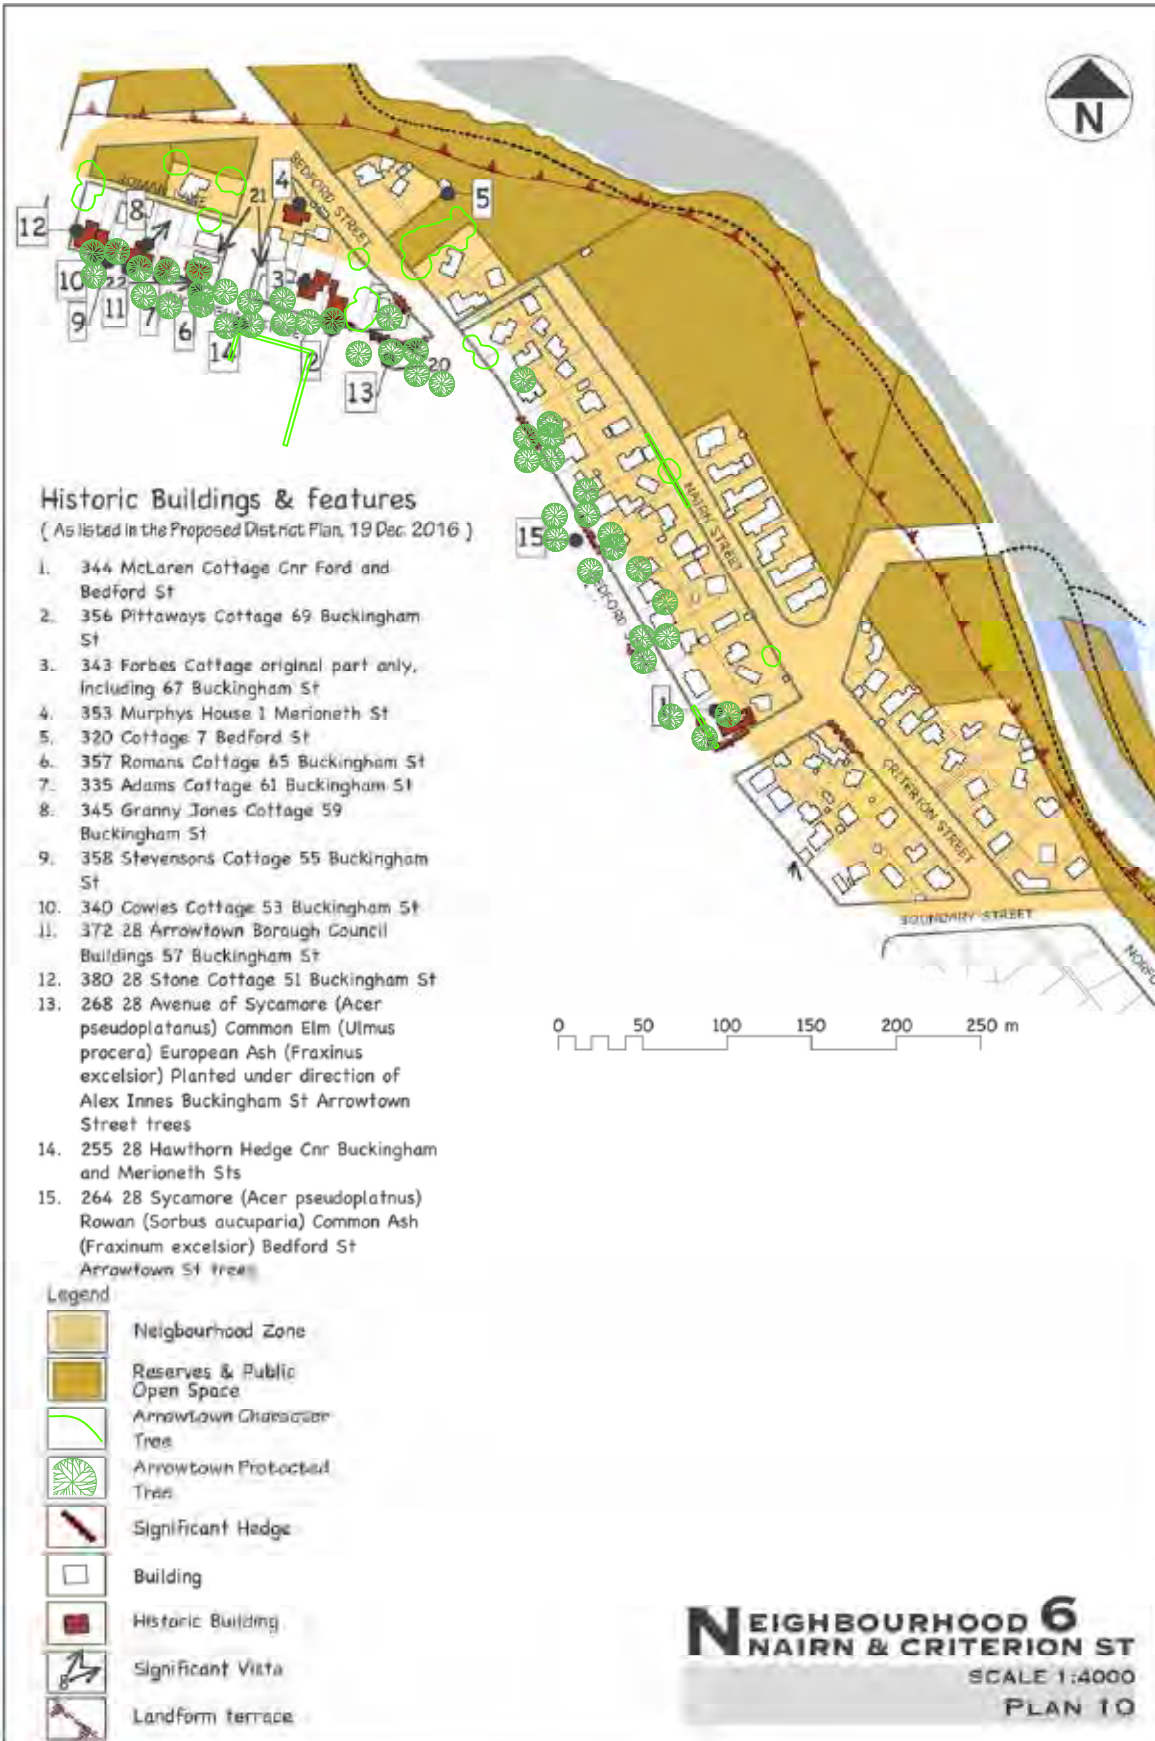 N
ROMANS LANE
BEDFORD STREET
12
8
21
4
5
10
22
3
9
11
7
6
14
2
13
20
15
NAIRN STREET
BEDFORD
1
CRITERION STREET
BOUNDARY STREET
NORFO
Historic Buildings & features
( As listed in the Proposed District Plan, 19 Dec. 2016 )
1. 344 McLaren Cottage Cnr Ford and
Bedford St
2. 356 Pittaways Cottage 69 Buckingham
St
3. 343 Forbes Cottage original part only,
including 67 Buckingham St
4. 353 Murphys House 1 Merioneth St
5. 320 Cottage 7 Bedford St
6. 357 Romans Cottage 65 Buckingham St
7. 335 Adams Cottage 61 Buckingham St
8. 345 Granny Jones Cottage 59
Buckingham St
9. 358 Stevensons Cottage 55 Buckingham
St
10. 340 Cowies Cottage 53 Buckingham St
11. 372 28 Arrowtown Borough Council
Buildings 57 Buckingham St
12. 380 28 Stone Cottage 51 Buckingham St
13. 268 28 Avenue of Sycamore (Acer
pseudoplatanus) Common Elm (Ulmus
procera) European Ash (Fraxinus
excelsior) Planted under direction of
Alex Innes Buckingham St Arrowtown
Street trees
14. 255 28 Hawthorn Hedge Cnr Buckingham
and Merioneth Sts
15. 264 28 Sycamore (Acer pseudoplatnus)
Rowan (Sorbus aucuparia) Common Ash
(Fraxinum excelsior) Bedford St
Arrowtown St trees
0 50 100 150 200 250 m
Legend
Neigbourhood Zone
Reserves & Public
Open Space
Arrowtown Character
Tree
Arrowtown Protected
Tree
Significant Hedge
Building
Historic Building
8
Significant Vista
Landform terrace
NEIGHBOURHOOD 6
NAIRN & CRITERION ST
SCALE 1:4000
PLAN 10